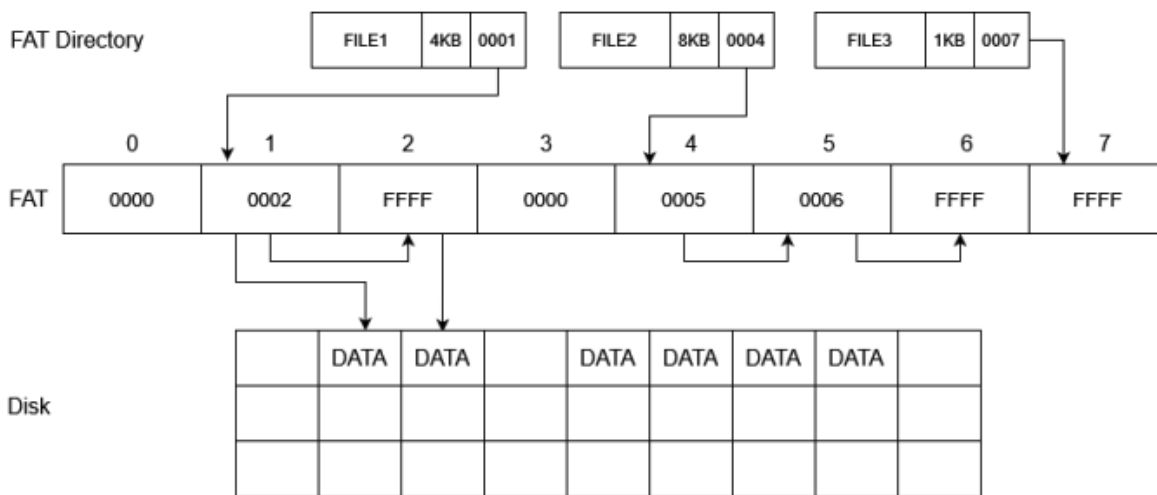 FAT Directory FILE1 4KB 0001 FILE2 8KB 0004 FILE3 1KB 0007
0 1 2 3 4 5 6 7
FAT 0000 0002 FFFF 0000 0005 0006 FFFF FFFF
DATA DATA DATA DATA DATA DATA
Disk